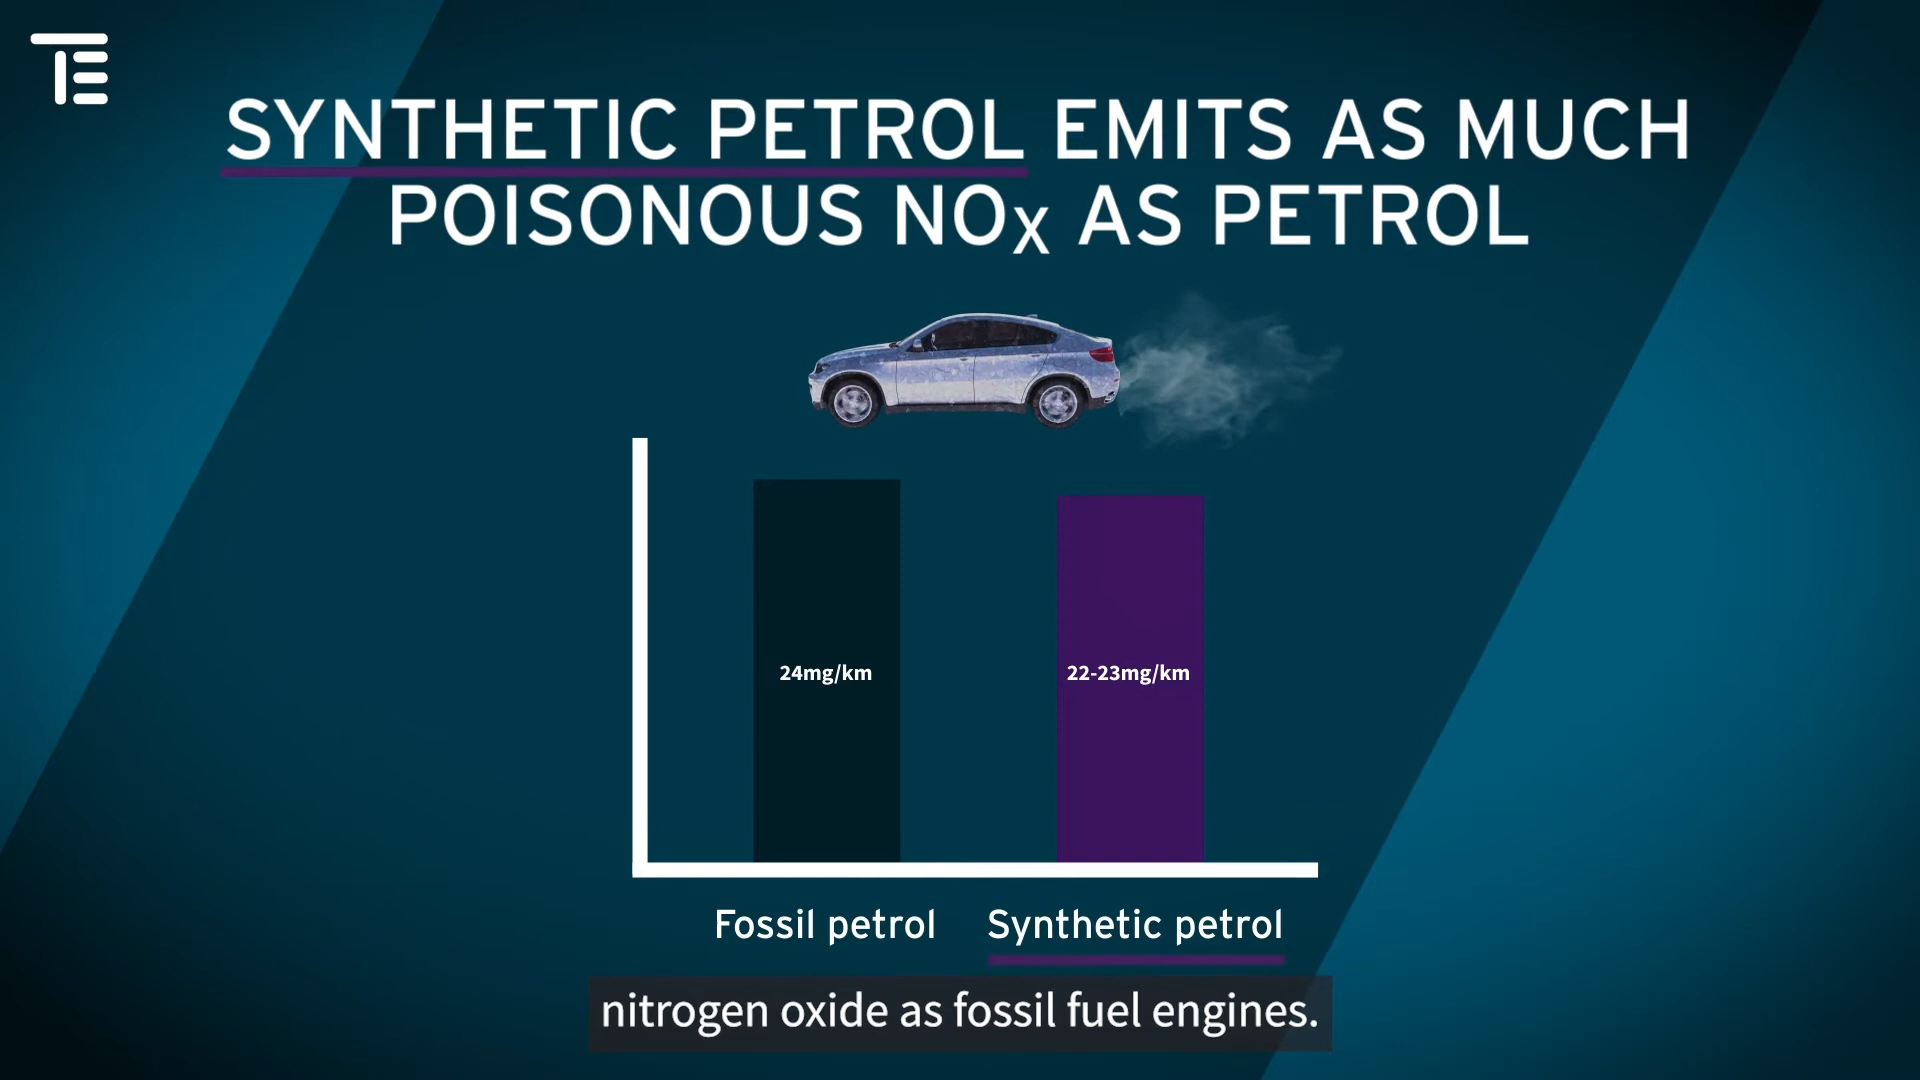 TE
SYNTHETIC PETROL EMITS AS MUCH
POISONOUS NOx AS PETROL
24mg/km
22-23mg/km
Fossil petrol
Synthetic petrol
nitrogen oxide as fossil fuel engines.